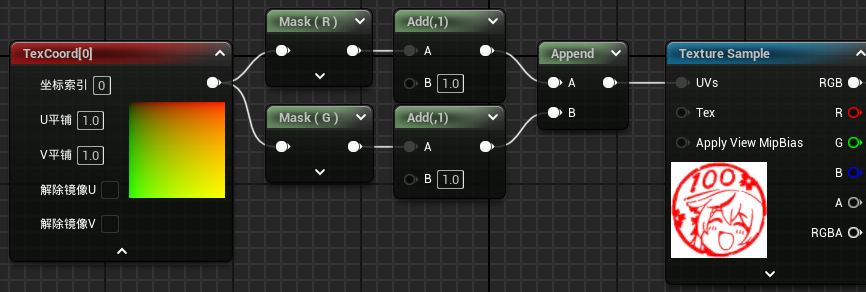 TexCoord[0]
坐标索引 0
U平铺 1.0
V平铺 1.0
解除镜像U
解除镜像V
Mask ( R )
Mask ( G )
Add(,1)
A
B 1.0
Add(,1)
A
B 1.0
Append
A
B
Texture Sample
UVs RGB
Tex R
Apply View MipBias G
B
A
RGBA
100